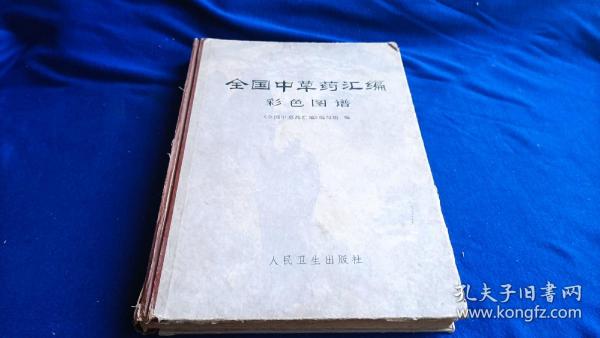 全国中草药汇编
彩色图谱
《全国中草药汇编》编写组 编
人民卫生出版社
孔夫子旧书网
www.kongfz.com